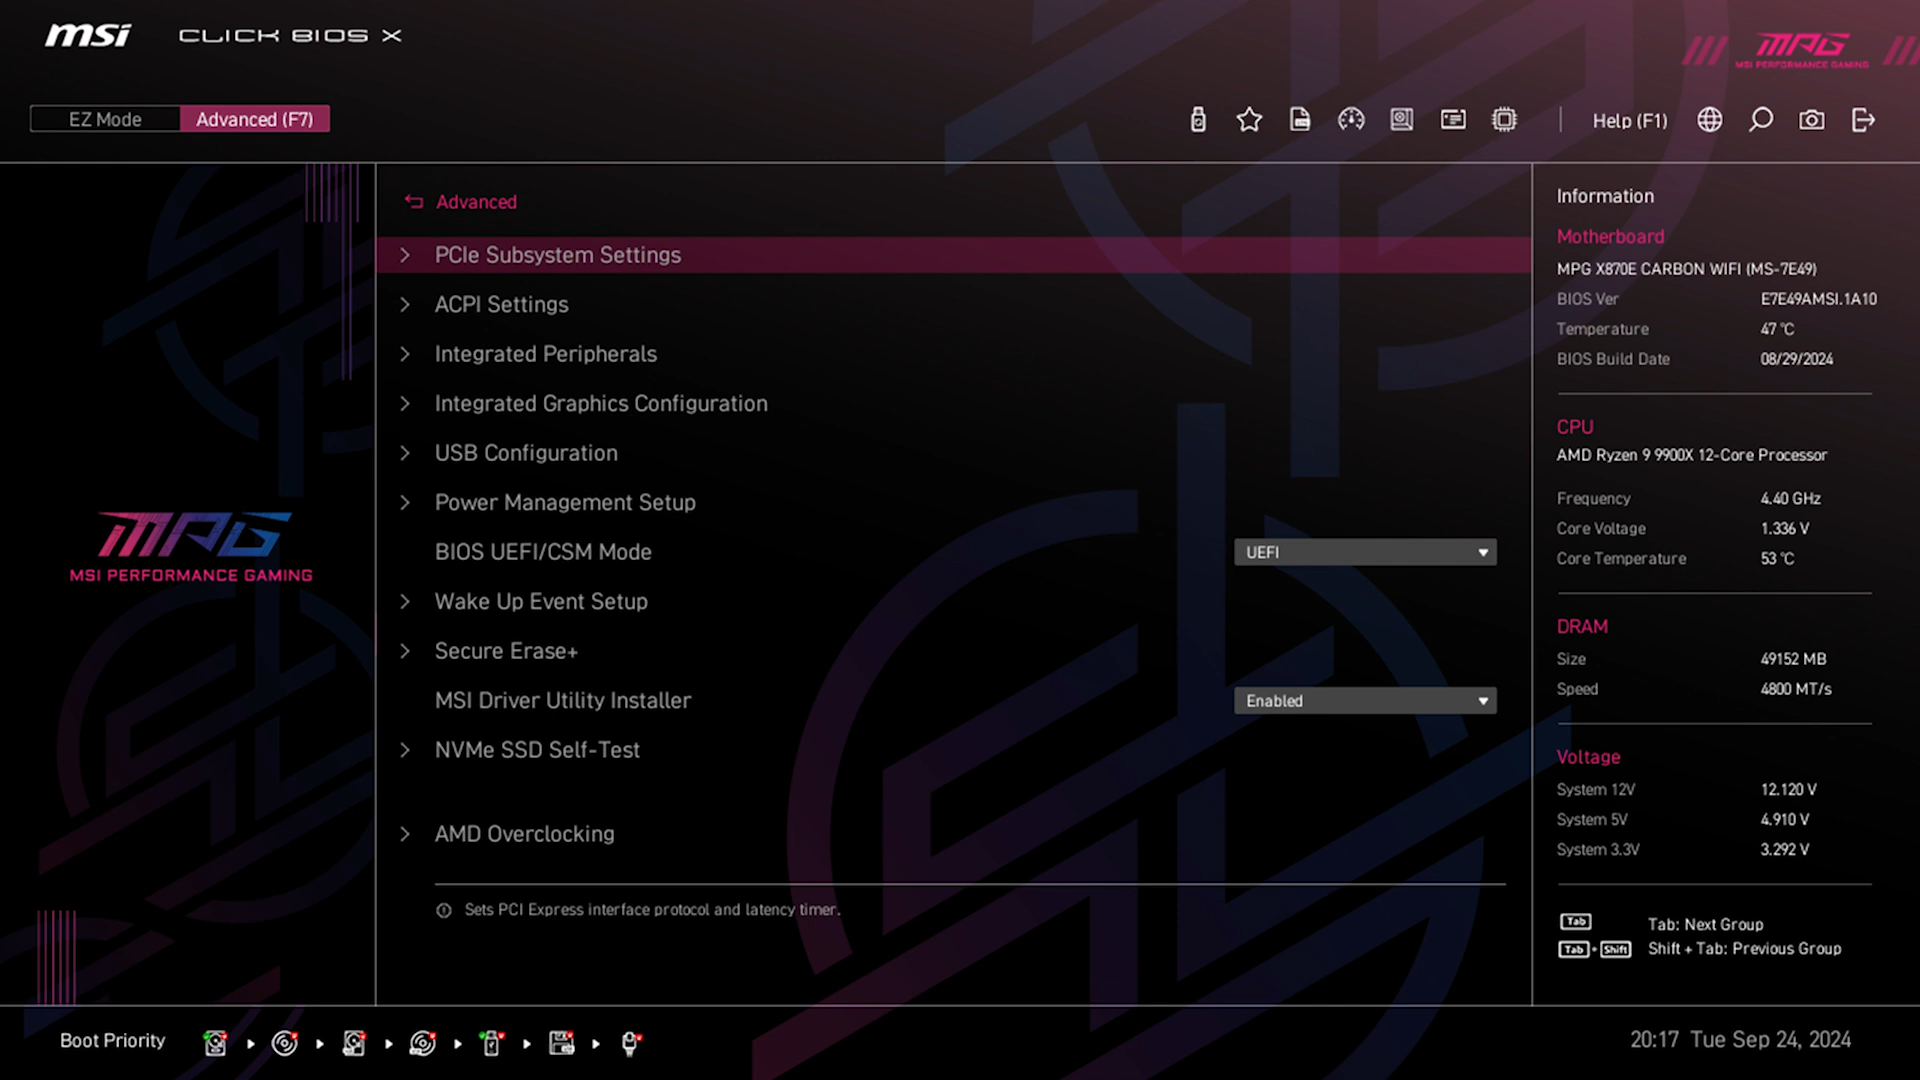 msi CLICK BIOS X
MPG
MSI PERFORMANCE GAMING
EZ Mode Advanced (F7)
Help (F1)
Advanced
PCIe Subsystem Settings
ACPI Settings
Integrated Peripherals
Integrated Graphics Configuration
USB Configuration
Power Management Setup
BIOS UEFI/CSM Mode UEFI
Wake Up Event Setup
Secure Erase+
MSI Driver Utility Installer Enabled
NVMe SSD Self-Test
AMD Overclocking
Sets PCI Express interface protocol and latency timer.
MPG
MSI PERFORMANCE GAMING
Information
Motherboard
MPG X870E CARBON WIFI (MS-7E49)
BIOS Ver E7E49AMSI.1A10
Temperature 47 °C
BIOS Build Date 08/29/2024
CPU
AMD Ryzen 9 9900X 12-Core Processor
Frequency 4.40 GHz
Core Voltage 1.336 V
Core Temperature 53 °C
DRAM
Size 49152 MB
Speed 4800 MT/s
Voltage
System 12V 12.120 V
System 5V 4.910 V
System 3.3V 3.292 V
Tab Tab: Next Group
Tab + Shift Shift + Tab: Previous Group
Boot Priority
20:17 Tue Sep 24, 2024